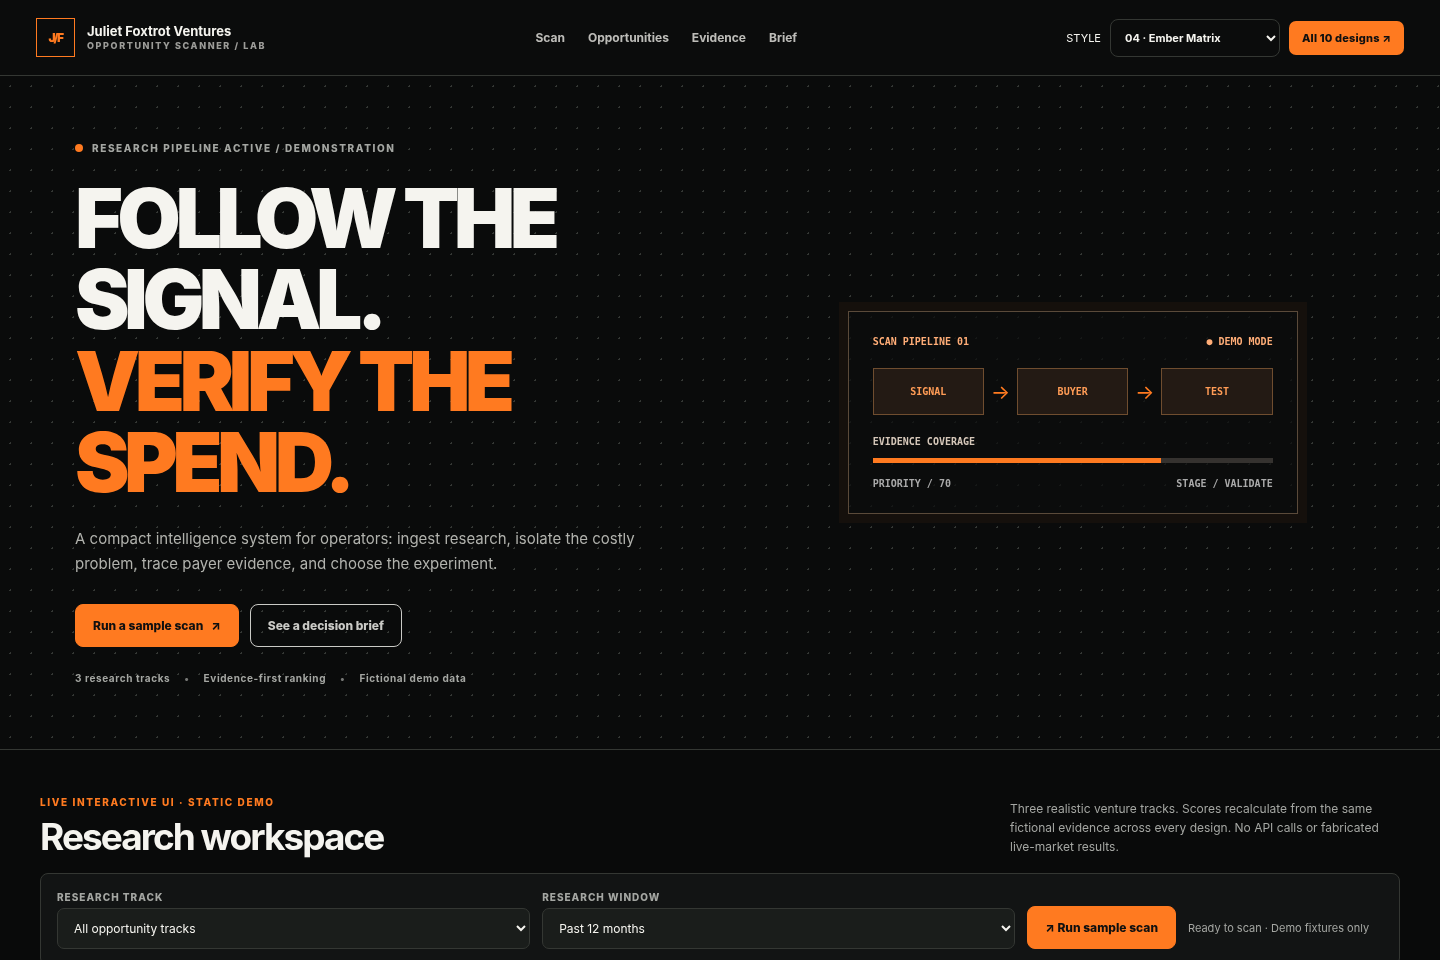 J/F
Juliet Foxtrot Ventures
OPPORTUNITY SCANNER / LAB
Scan Opportunities Evidence Brief
STYLE 04 · Ember Matrix All 10 designs ↗
RESEARCH PIPELINE ACTIVE / DEMONSTRATION
FOLLOW THE
SIGNAL.
VERIFY THE
SPEND.
A compact intelligence system for operators: ingest research, isolate the costly
problem, trace payer evidence, and choose the experiment.
Run a sample scan ↗ See a decision brief
3 research tracks • Evidence-first ranking • Fictional demo data
SCAN PIPELINE 01 ● DEMO MODE
SIGNAL → BUYER → TEST
EVIDENCE COVERAGE
PRIORITY / 70 STAGE / VALIDATE
LIVE INTERACTIVE UI · STATIC DEMO
Research workspace
Three realistic venture tracks. Scores recalculate from the same
fictional evidence across every design. No API calls or fabricated
live-market results.
RESEARCH TRACK RESEARCH WINDOW
All opportunity tracks Past 12 months ↗ Run sample scan Ready to scan · Demo fixtures only